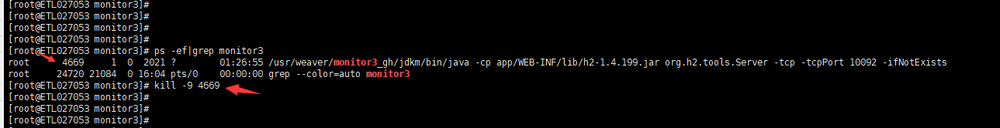 [root@ETL027053 monitor3]#
[root@ETL027053 monitor3]#
[root@ETL027053 monitor3]#
[root@ETL027053 monitor3]#
[root@ETL027053 monitor3]# ps -ef|grep monitor3
root 4669 1 0 2021 ? 01:26:55 /usr/weaver/monitor3_gh/jdkm/bin/java -cp app/WEB-INF/lib/h2-1.4.199.jar org.h2.tools.Server -tcp -tcpPort 10092 -ifNotExists
root 24720 21084 0 16:04 pts/0 00:00:00 grep --color=auto monitor3
[root@ETL027053 monitor3]# kill -9 4669
[root@ETL027053 monitor3]#
[root@ETL027053 monitor3]#
[root@ETL027053 monitor3]#